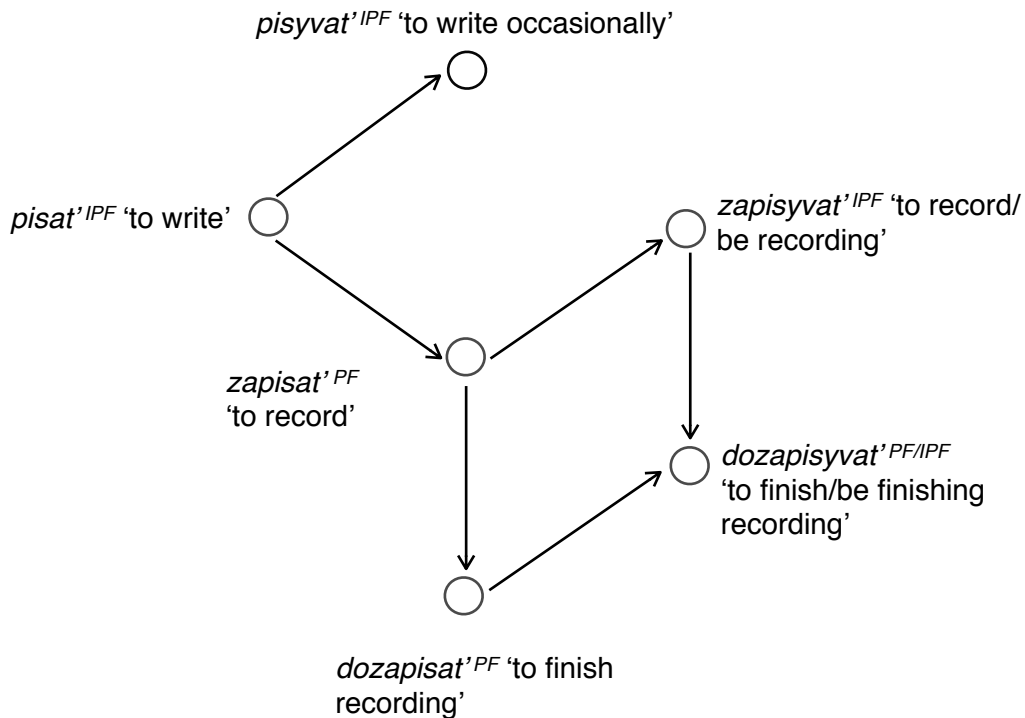 pisyvat’ IPF ‘to write occasionally’
pisat’ IPF ‘to write’
zapisyvat’ IPF ‘to record/
be recording’
zapisat’ PF
‘to record’
dozapisyvat’ PF/IPF
‘to finish/be finishing
recording’
dozapisat’ PF ‘to finish
recording’